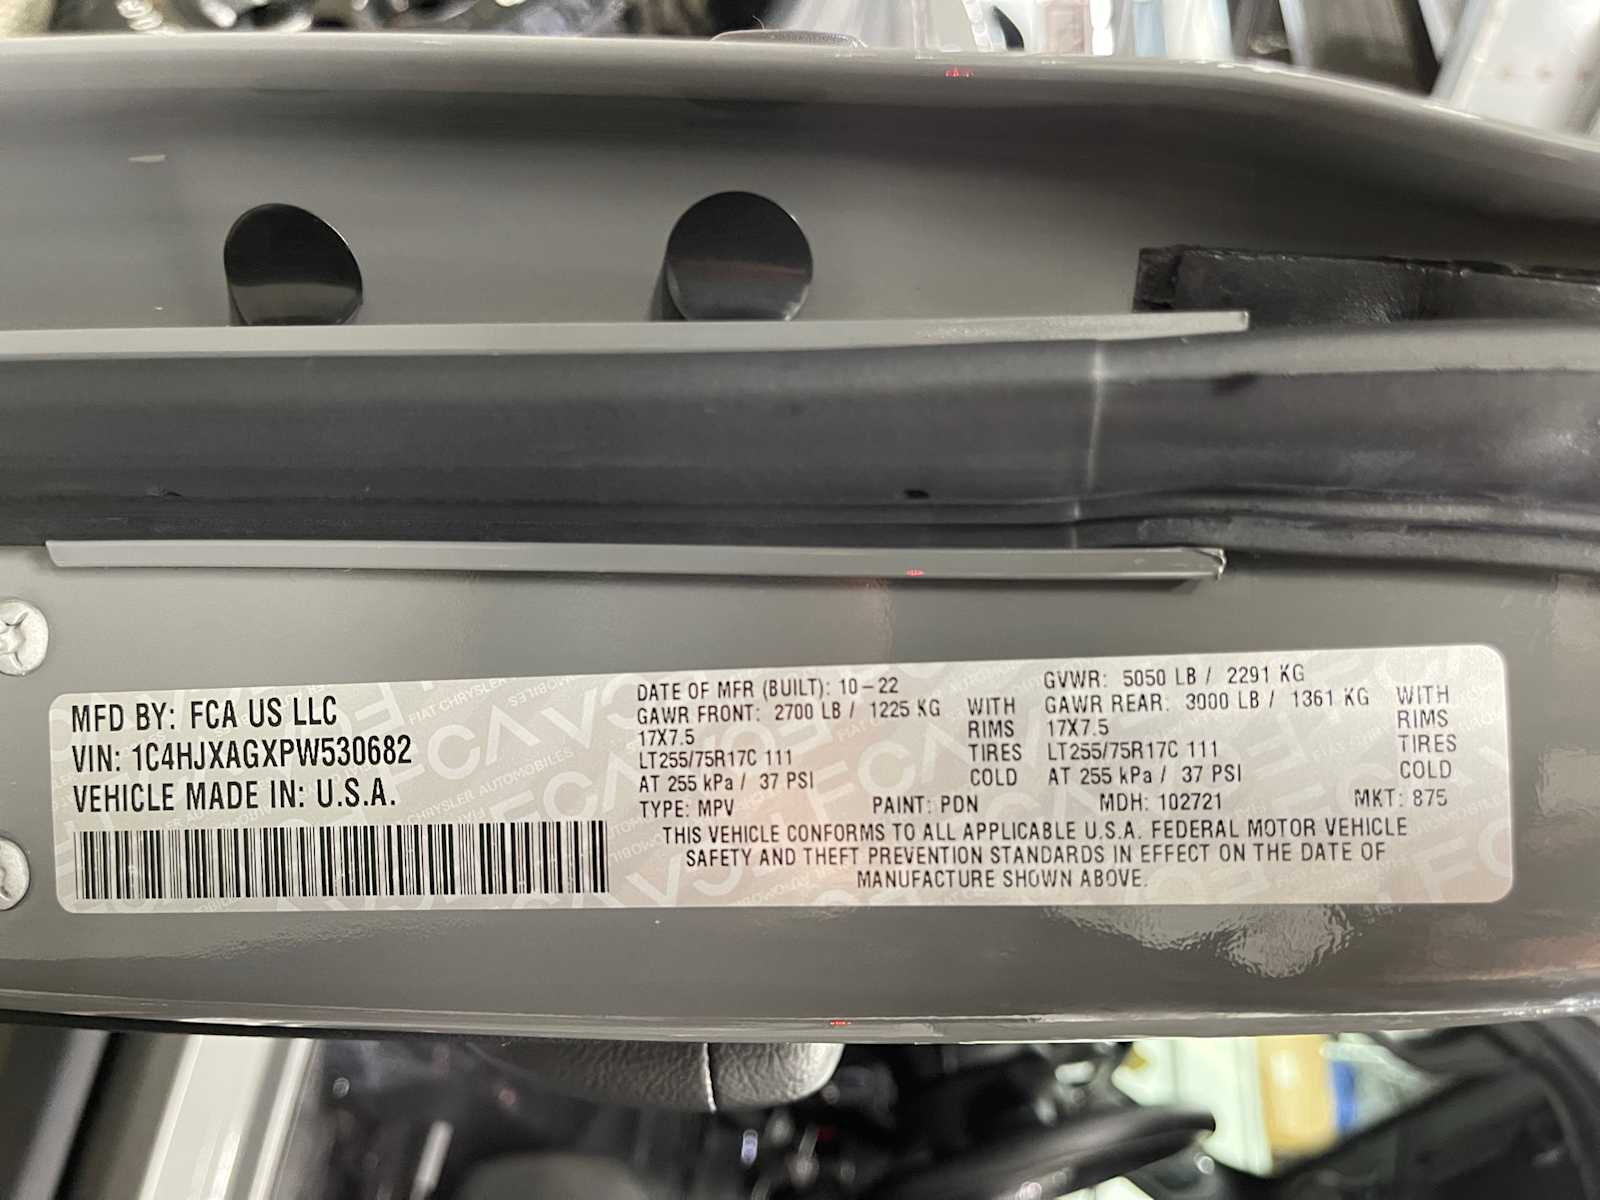 MFD BY: FCA US LLC
VIN: 1C4HJXAGXPW530682
VEHICLE MADE IN: U.S.A.
DATE OF MFR (BUILT): 10-22
GAWR FRONT: 2700 LB / 1225 KG WITH
17X7.5 RIMS
LT255/75R17C 111 TIRES
AT 255 kPa / 37 PSI COLD
GVWR: 5050 LB / 2291 KG
GAWR REAR: 3000 LB / 1361 KG WITH
17X7.5 RIMS
LT255/75R17C 111 TIRES
AT 255 kPa / 37 PSI COLD
TYPE: MPV PAINT: PDN MDH: 102721 MKT: 875
THIS VEHICLE CONFORMS TO ALL APPLICABLE U.S.A. FEDERAL MOTOR VEHICLE
SAFETY AND THEFT PREVENTION STANDARDS IN EFFECT ON THE DATE OF
MANUFACTURE SHOWN ABOVE.